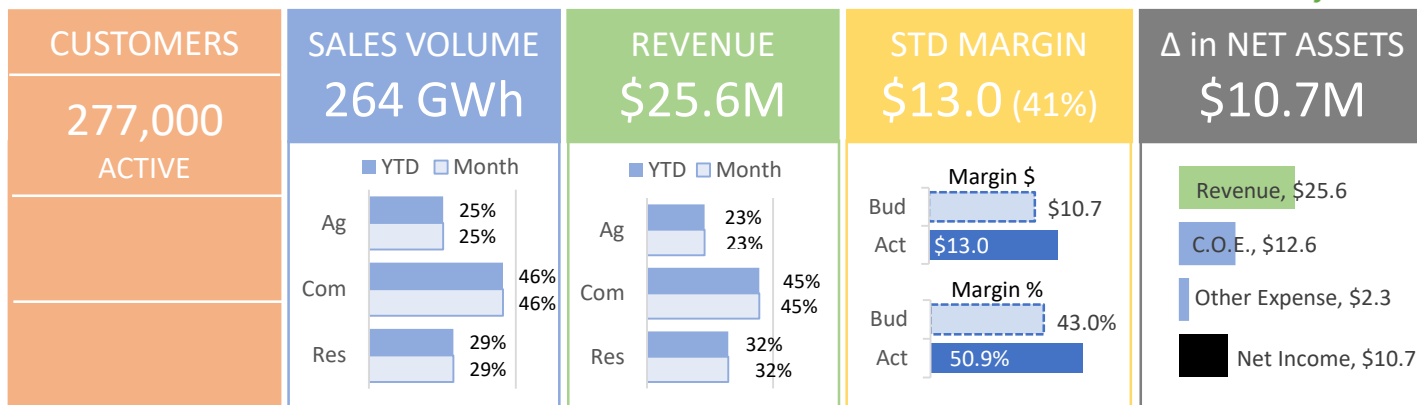 CUSTOMERS
277,000
ACTIVE
SALES VOLUME
264 GWh
YTD Month
Ag 25%
25%
Com 46%
46%
Res 29%
29%
REVENUE
$25.6M
YTD Month
Ag 23%
23%
Com 45%
45%
Res 32%
32%
STD MARGIN
$13.0 (41%)
Margin $
Bud $10.7
Act $13.0
Margin %
Bud 43.0%
Act 50.9%
Δ in NET ASSETS
$10.7M
Revenue, $25.6
C.O.E., $12.6
Other Expense, $2.3
Net Income, $10.7